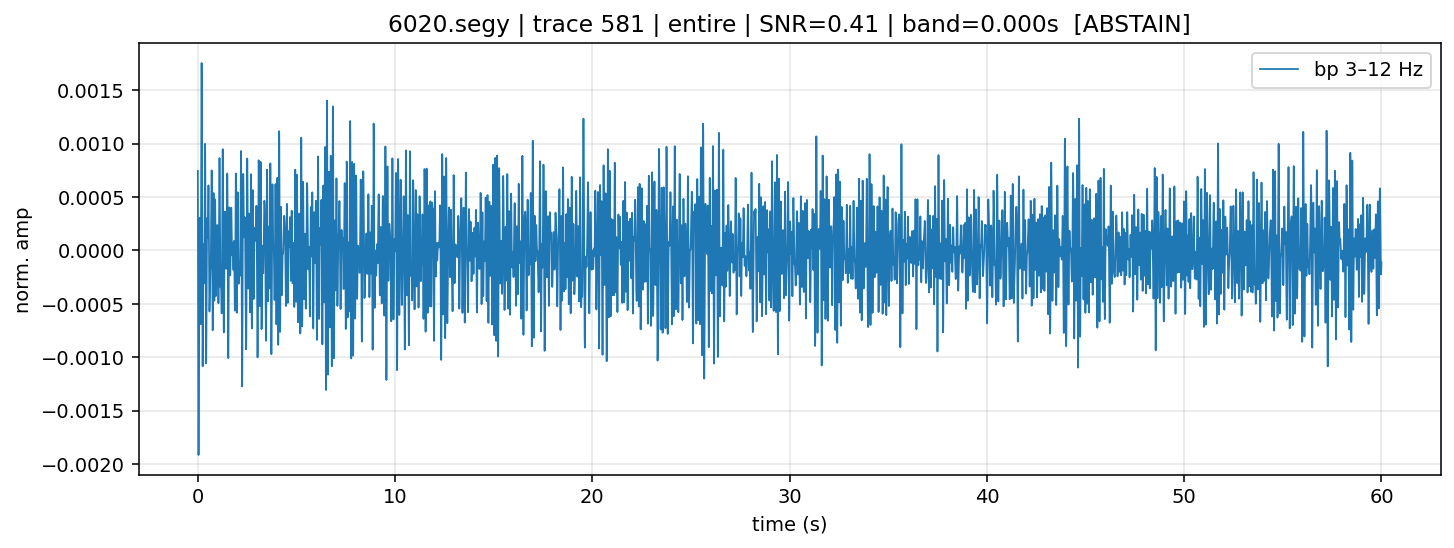 6020.segy | trace 581 | entire | SNR=0.41 | band=0.000s  [ABSTAIN]
bp 3–12 Hz
norm. amp
0.0015
0.0010
0.0005
0.0000
−0.0005
−0.0010
−0.0015
−0.0020
0 10 20 30 40 50 60
time (s)